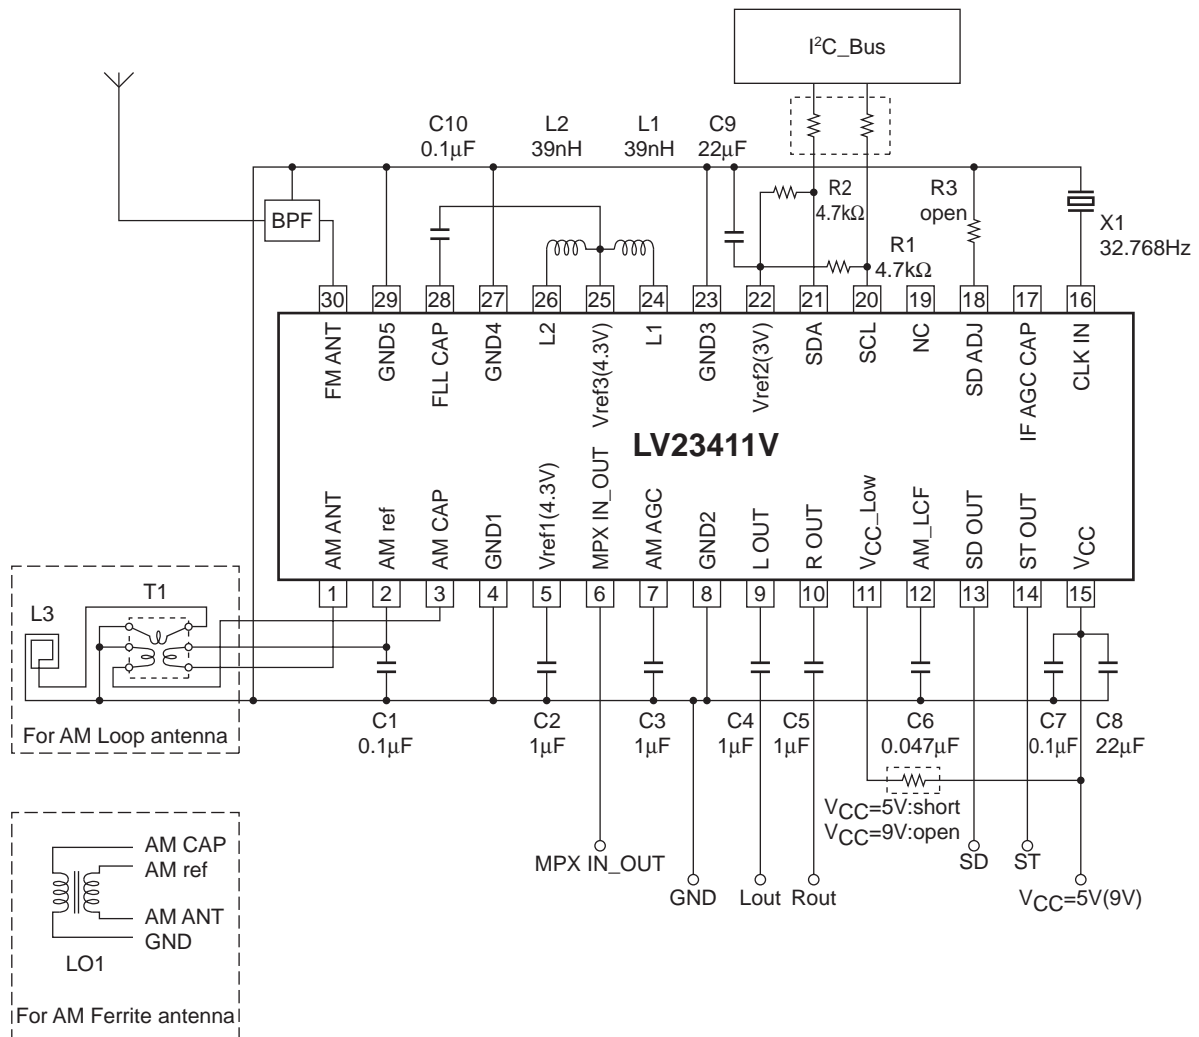 I²C_Bus
C10
0.1µF
L2
39nH
L1
39nH
C9
22µF
R2
4.7kΩ
R3
open
X1
32.768Hz
R1
4.7kΩ
BPF
30 29 28 27 26 25 24 23 22 21 20 19 18 17 16
FM ANT
GND5
FLL CAP
GND4
L2
Vref3(4.3V)
L1
GND3
Vref2(3V)
SDA
SCL
NC
SD ADJ
IF AGC CAP
CLK IN
LV23411V
AM ANT
AM ref
AM CAP
GND1
Vref1(4.3V)
MPX IN_OUT
AM AGC
GND2
L OUT
R OUT
VCC_Low
AM_LCF
SD OUT
ST OUT
VCC
1 2 3 4 5 6 7 8 9 10 11 12 13 14 15
L3
T1
For AM Loop antenna
C1
0.1µF
C2
1µF
C3
1µF
C4
1µF
C5
1µF
C6
0.047µF
C7
0.1µF
C8
22µF
VCC=5V:short
VCC=9V:open
MPX IN_OUT
GND
Lout
Rout
SD
ST
VCC=5V(9V)
AM CAP
AM ref
AM ANT
GND
LO1
For AM Ferrite antenna